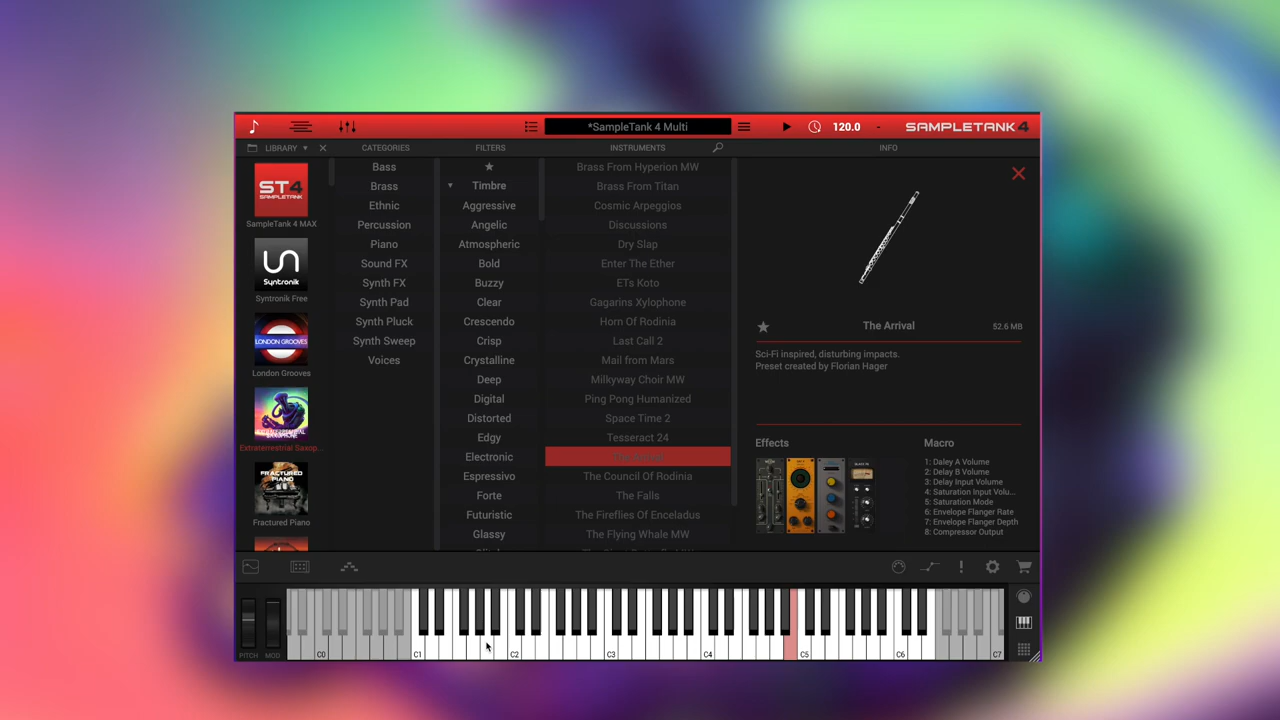 *SampleTank 4 Multi
120.0
-
SAMPLETANK 4
LIBRARY
CATEGORIES
FILTERS
INSTRUMENTS
INFO
ST4
SAMPLETANK
SampleTank 4 MAX
Syntronik
Syntronik Free
LONDON GROOVES
London Grooves
Extraterrestrial Saxop...
FRACTURED
PIANO
Fractured Piano
Bass
Brass
Ethnic
Percussion
Piano
Sound FX
Synth FX
Synth Pad
Synth Pluck
Synth Sweep
Voices
Timbre
Aggressive
Angelic
Atmospheric
Bold
Buzzy
Clear
Crescendo
Crisp
Crystalline
Deep
Digital
Distorted
Edgy
Electronic
Espressivo
Forte
Futuristic
Glassy
Brass From Hyperion MW
Brass From Titan
Cosmic Arpeggios
Discussions
Dry Slap
Enter The Ether
ETs Koto
Gagarins Xylophone
Horn Of Rodinia
Last Call 2
Mail from Mars
Milkyway Choir MW
Ping Pong Humanized
Space Time 2
Tesseract 24
The Arrival
The Council Of Rodinia
The Falls
The Fireflies Of Enceladus
The Flying Whale MW
The Arrival
52.6 MB
Sci-Fi inspired, disturbing impacts.
Preset created by Florian Hager
Effects
Macro
1: Daley A Volume
2: Delay B Volume
3: Delay Input Volume
4: Saturation Input Volu...
5: Saturation Mode
6: Envelope Flanger Rate
7: Envelope Flanger Depth
8: Compressor Output
PITCH
MOD
C0
C1
C2
C3
C4
C5
C6
C7